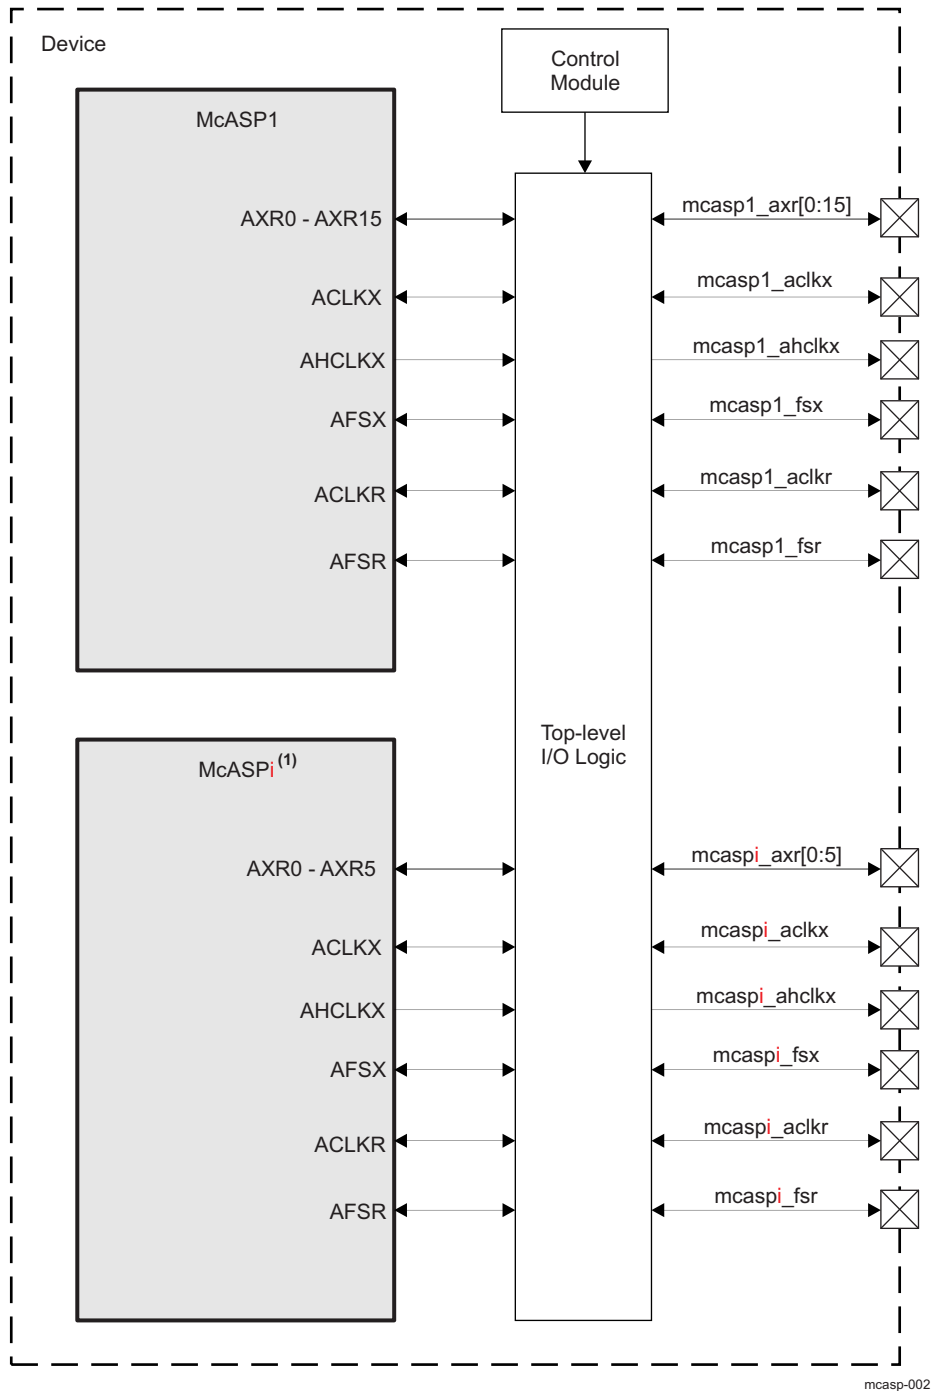 Device
Control
Module
McASP1
AXR0 - AXR15
mcasp1_axr[0:15]
ACLKX
mcasp1_aclkx
AHCLKX
mcasp1_ahclkx
AFSX
mcasp1_fsx
ACLKR
mcasp1_aclkr
AFSR
mcasp1_fsr
Top-level
I/O Logic
McASPi (1)
AXR0 - AXR5
mcaspi_axr[0:5]
ACLKX
mcaspi_aclkx
AHCLKX
mcaspi_ahclkx
AFSX
mcaspi_fsx
ACLKR
mcaspi_aclkr
AFSR
mcaspi_fsr
mcasp-002